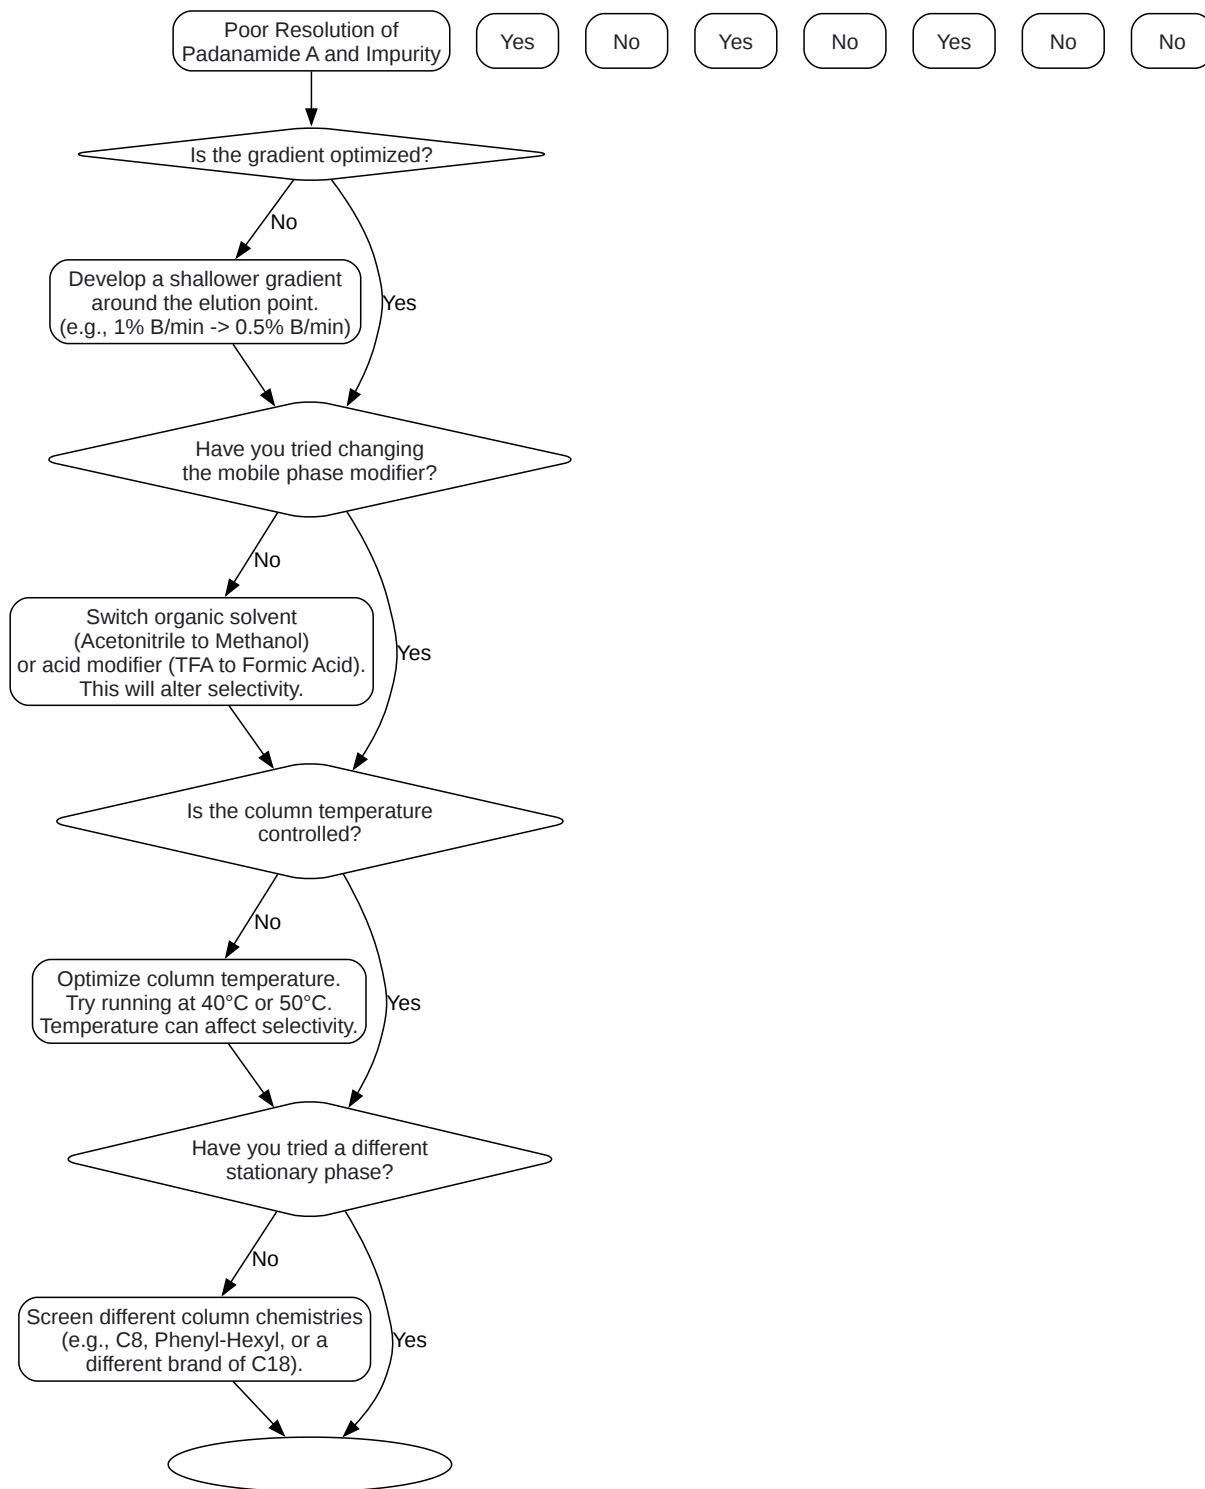 Poor Resolution of
Padanamide A and Impurity
Yes
No
Yes
No
Yes
No
No
Is the gradient optimized?
No
Develop a shallower gradient
around the elution point.
(e.g., 1% B/min -> 0.5% B/min)
Yes
Have you tried changing
the mobile phase modifier?
No
Switch organic solvent
(Acetonitrile to Methanol)
or acid modifier (TFA to Formic Acid).
This will alter selectivity.
Yes
Is the column temperature
controlled?
No
Optimize column temperature.
Try running at 40°C or 50°C.
Temperature can affect selectivity.
Yes
Have you tried a different
stationary phase?
No
Screen different column chemistries
(e.g., C8, Phenyl-Hexyl, or a
different brand of C18).
Yes